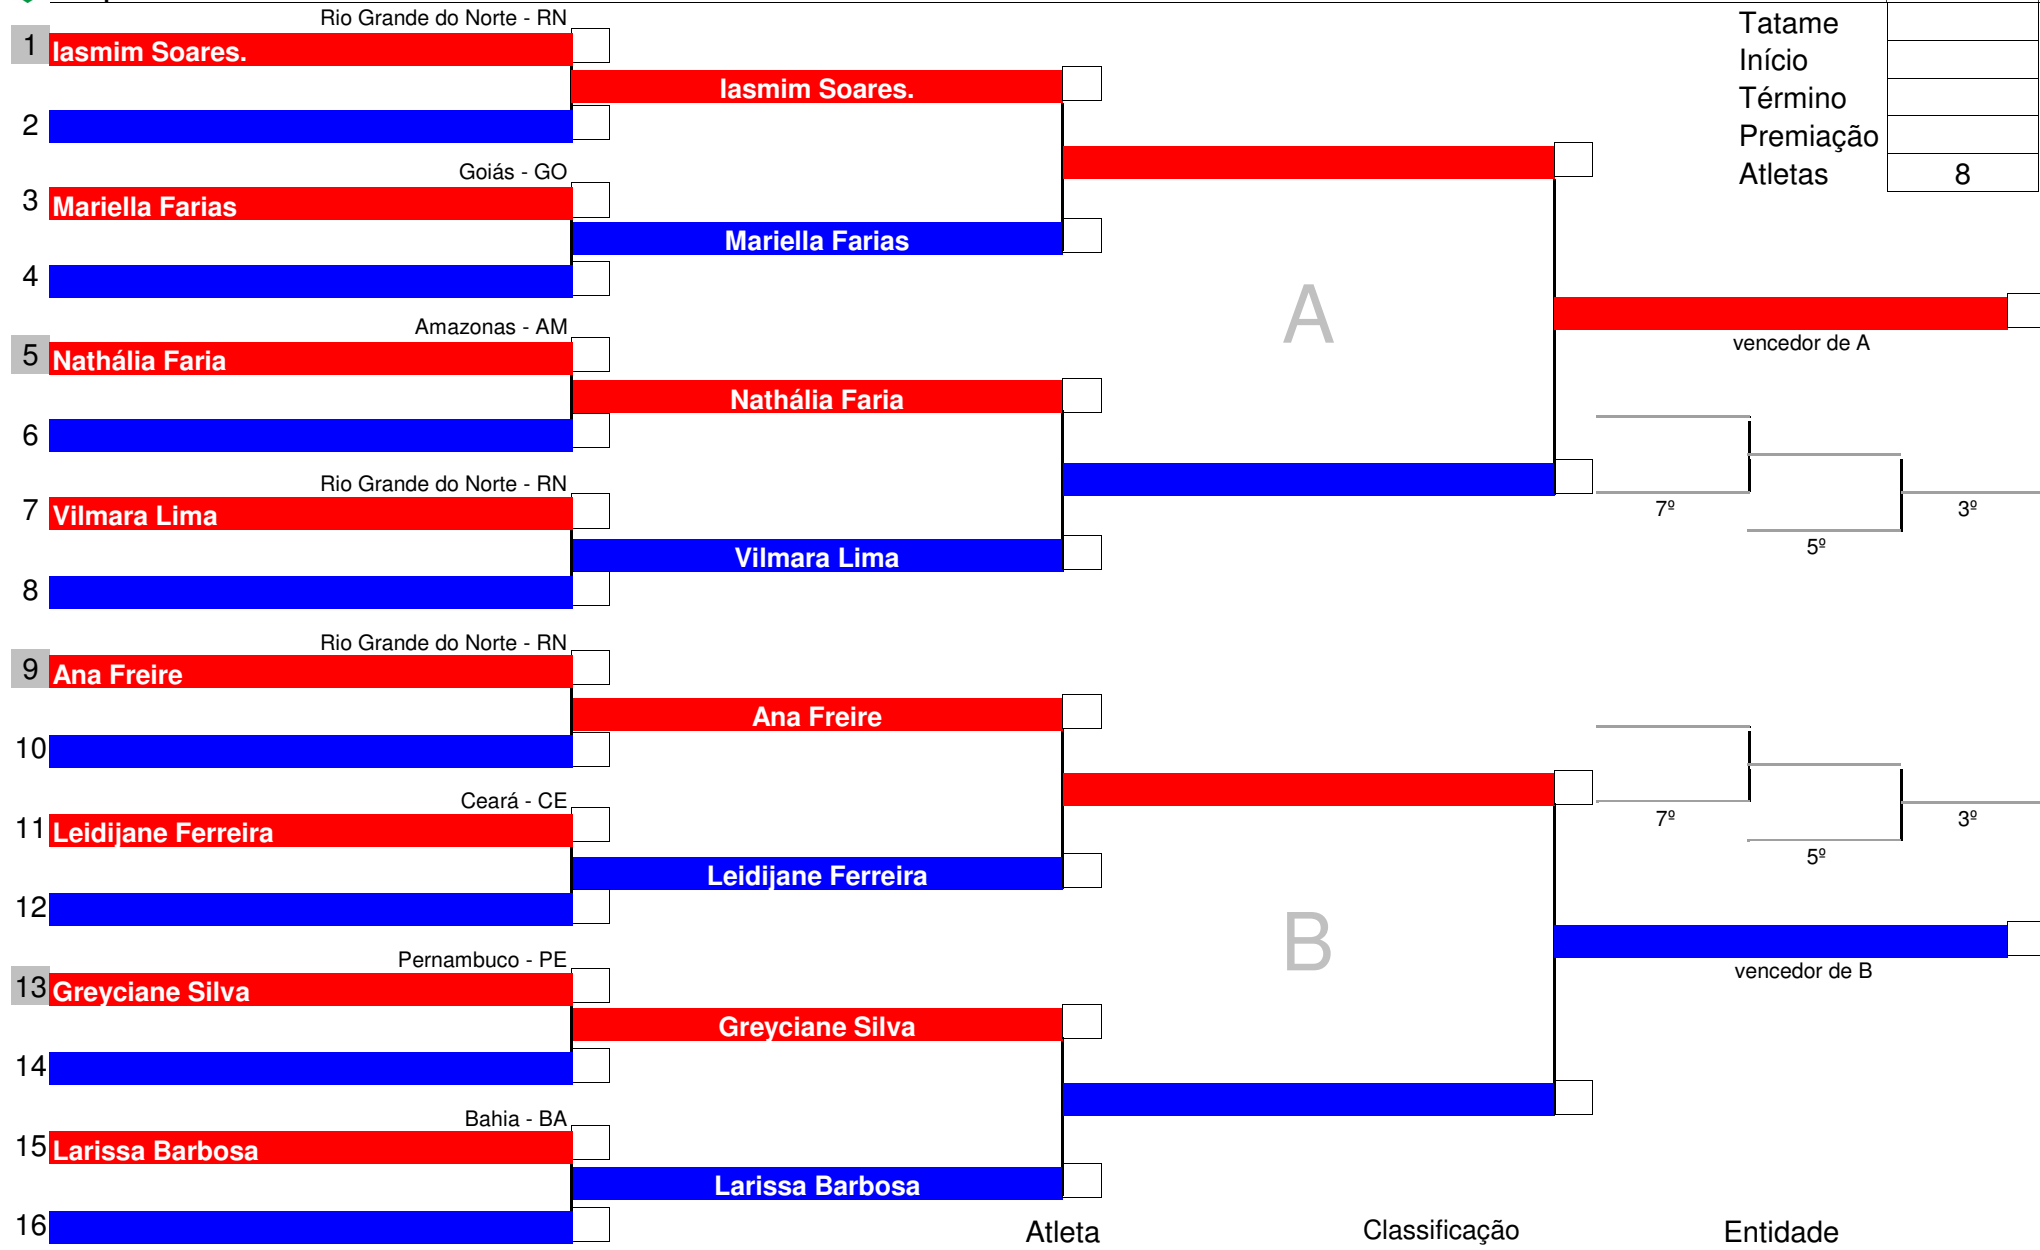 Rio Grande do Norte - RN
1 Iasmim Soares.
Iasmim Soares.
2
Goiás - GO
3 Mariella Farias
Mariella Farias
4
Amazonas - AM
5 Nathália Faria
Nathália Faria
6
Rio Grande do Norte - RN
7 Vilmara Lima
Vilmara Lima
8
Rio Grande do Norte - RN
9 Ana Freire
Ana Freire
10
Ceará - CE
11 Leidijane Ferreira
Leidijane Ferreira
12
Pernambuco - PE
13 Greyciane Silva
Greyciane Silva
14
Bahia - BA
15 Larissa Barbosa
Larissa Barbosa
16
A
B
Tatame
Início
Término
Premiação
Atletas 8
vencedor de A
7º
5º
3º
7º
5º
3º
vencedor de B
Atleta Classificação Entidade